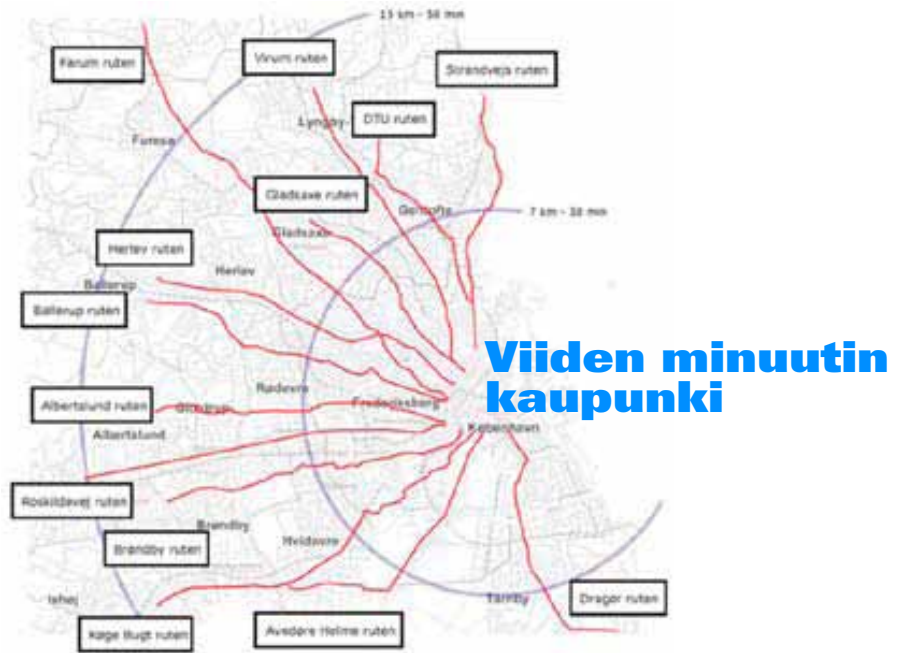 15 km - 58 min
Farum ruten
Virum ruten
Strandvejs ruten
Lyngby
DTU ruten
Furesø
Gladsaxe ruten
Gentofte
7 km - 30 min
Gladsaxe
Herlev ruten
Herlev
Ballerup
Ballerup ruten
Viiden minuutin
kaupunki
Rødovre
Albertslund ruten
Glostrup
Frederiksberg
København
Albertslund
Roskildevej ruten
Brøndby
Brøndby ruten
Hvidovre
Ishøj
Tårnby
Dragør ruten
Køge Bugt ruten
Avedøre Holme ruten